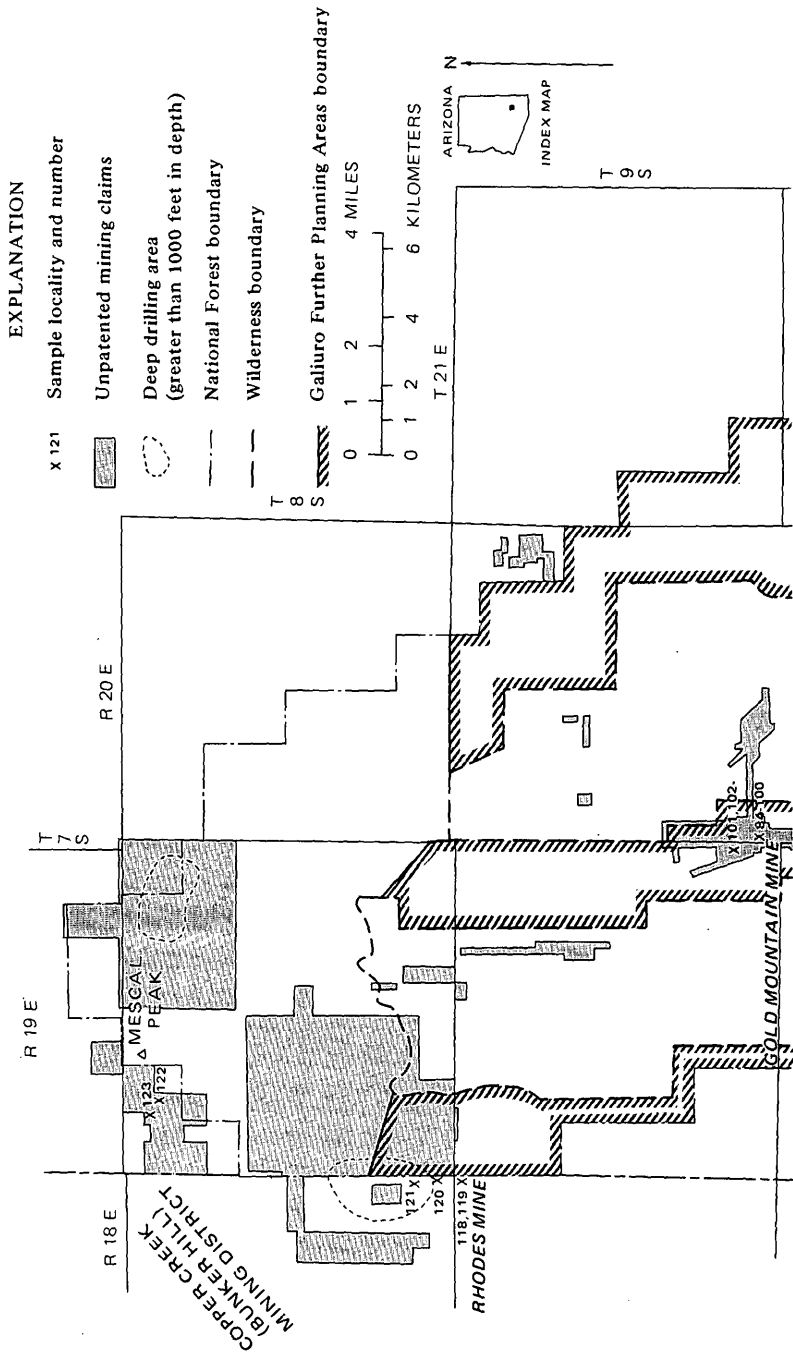 EXPLANATION
X 121 Sample locality and number
Unpatented mining claims
Deep drilling area
(greater than 1000 feet in depth)
National Forest boundary
Wilderness boundary
Galiuro Further Planning Areas boundary
0 1 2 4 MILES
0 1 2 4 6 KILOMETERS
ARIZONA
INDEX MAP
N
R 18 E
R 19 E
R 20 E
T 21 E
T
7
S
T
8
S
T
9
S
COPPER CREEK
(BUNKER HILL)
MINING DISTRICT
X 123
X 122
MESCAL
PEAK
121 X
120 X
118,119 X
RHODES MINE
X 101,102-
X 84-100
GOLD MOUNTAIN MINE